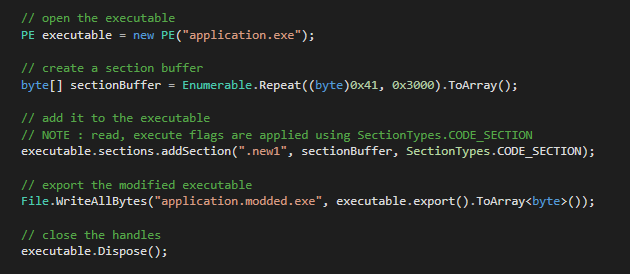 // open the executable
PE executable = new PE("application.exe");
// create a section buffer
byte[] sectionBuffer = Enumerable.Repeat((byte)0x41, 0x3000).ToArray();
// add it to the executable
// NOTE : read, execute flags are applied using SectionTypes.CODE_SECTION
executable.sections.addSection(".new1", sectionBuffer, SectionTypes.CODE_SECTION);
// export the modified executable
File.WriteAllBytes("application.modded.exe", executable.export().ToArray<byte>());
// close the handles
executable.Dispose();